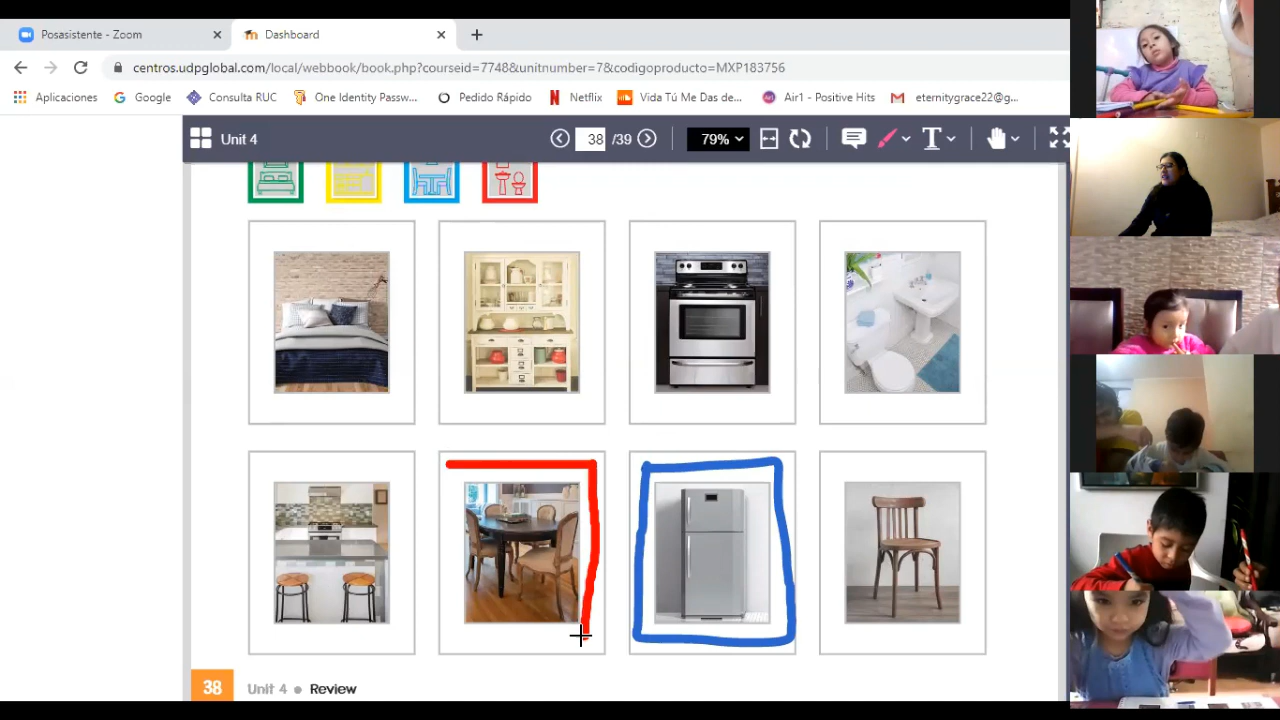 Posasistente - Zoom
Dashboard
centros.udpglobal.com/local/webbook/book.php?courseid=7748&unitnumber=7&codigoproducto=MXP183756
Aplicaciones Google Consulta RUC One Identity Passw... Pedido Rápido Netflix Vida Tú Me Das de... Air1 - Positive Hits eternitygrace22@g...
Unit 4 38 /39 79% T
38 Unit 4 Review